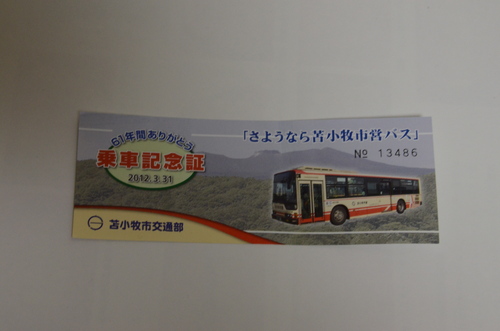 61年間ありがとう
乗車記念証
2012.3.31
「さようなら苫小牧市営バス」
№ 13486
苫小牧市交通部